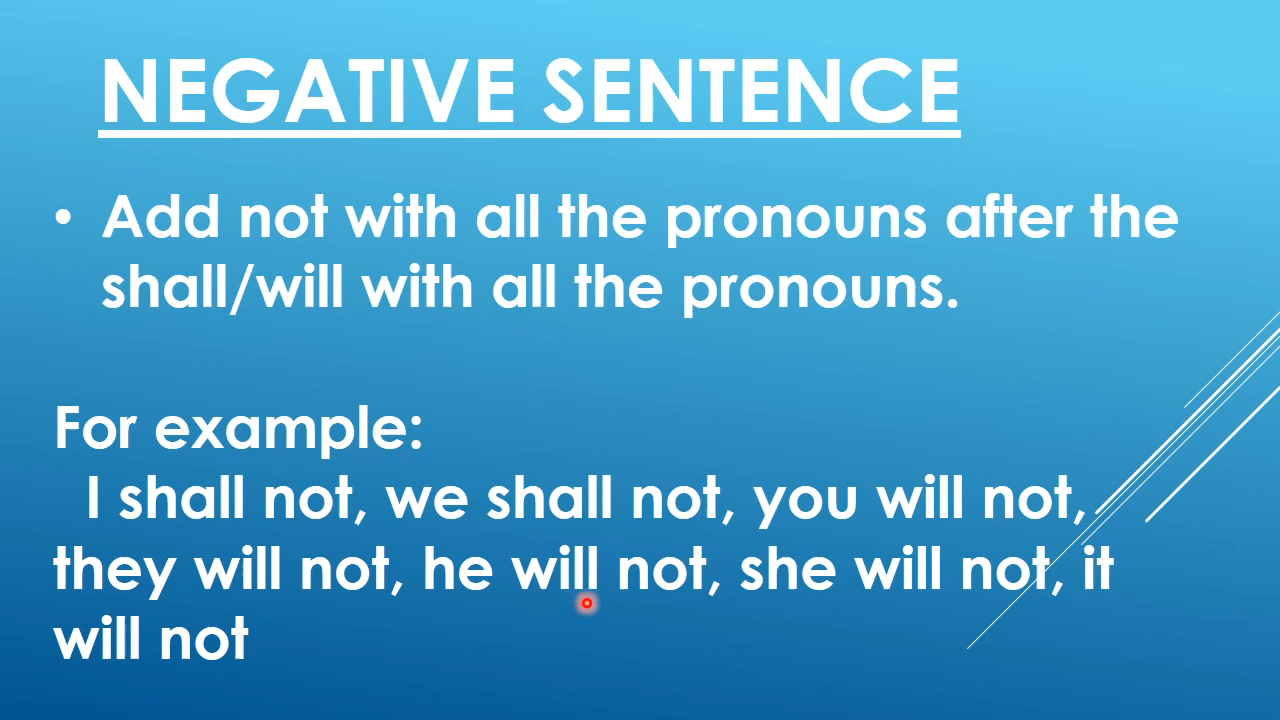 NEGATIVE SENTENCE
• Add not with all the pronouns after the
shall/will with all the pronouns.
For example:
I shall not, we shall not, you will not,
they will not, he will not, she will not, it
will not